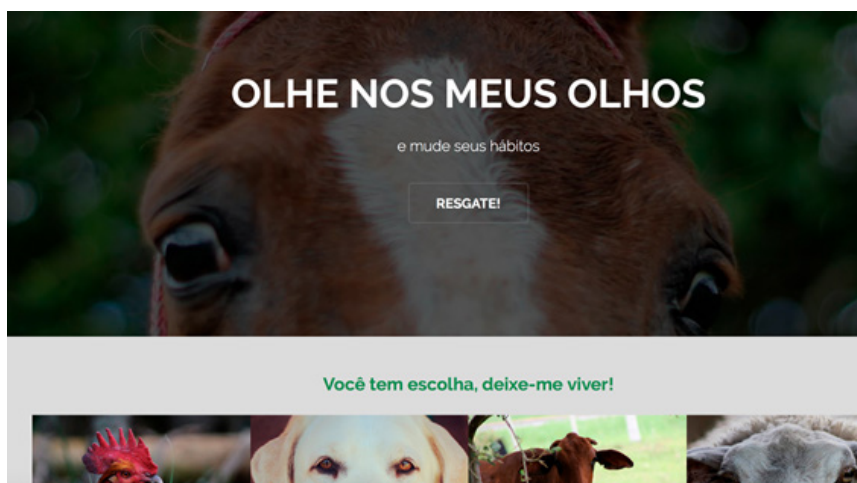 OLHE NOS MEUS OLHOS
e mude seus hábitos
RESGATE!
Você tem escolha, deixe-me viver!